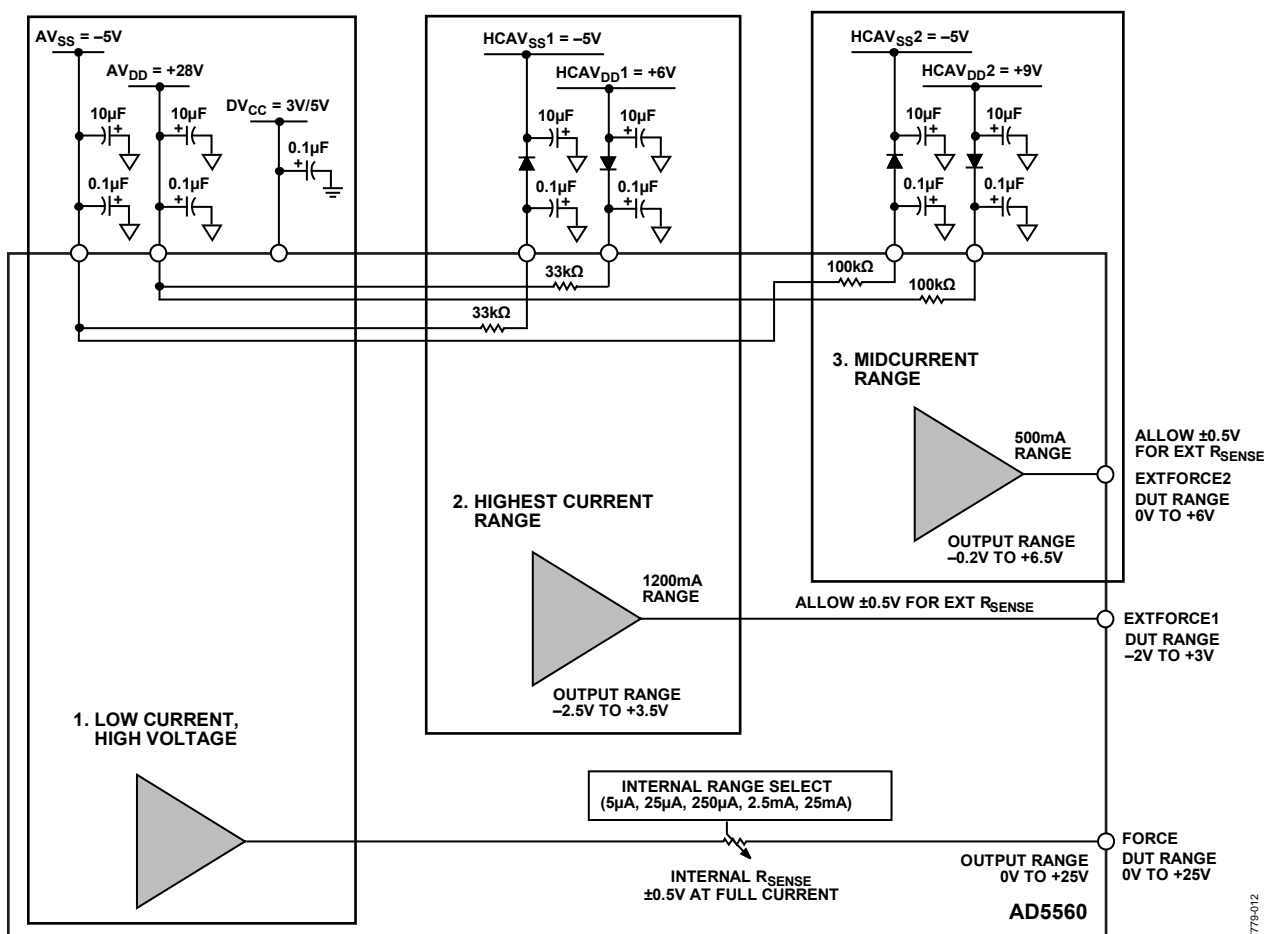 AVSS = –5V
AVDD = +28V
DVCC = 3V/5V
10µF
+
10µF
+
0.1µF
+
0.1µF
+
0.1µF
+
HCAVSS1 = –5V
HCAVDD1 = +6V
10µF
+
10µF
+
0.1µF
+
0.1µF
+
HCAVSS2 = –5V
HCAVDD2 = +9V
10µF
+
10µF
+
0.1µF
+
0.1µF
+
33kΩ
33kΩ
100kΩ
100kΩ
3. MIDCURRENT
RANGE
500mA
RANGE
OUTPUT RANGE
–0.2V TO +6.5V
ALLOW ±0.5V
FOR EXT RSENSE
EXTFORCE2
DUT RANGE
0V TO +6V
2. HIGHEST CURRENT
RANGE
1200mA
RANGE
OUTPUT RANGE
–2.5V TO +3.5V
ALLOW ±0.5V FOR EXT RSENSE
EXTFORCE1
DUT RANGE
–2V TO +3V
1. LOW CURRENT,
HIGH VOLTAGE
INTERNAL RANGE SELECT
(5µA, 25µA, 250µA, 2.5mA, 25mA)
INTERNAL RSENSE
±0.5V AT FULL CURRENT
OUTPUT RANGE
0V TO +25V
FORCE
DUT RANGE
0V TO +25V
AD5560
779-012